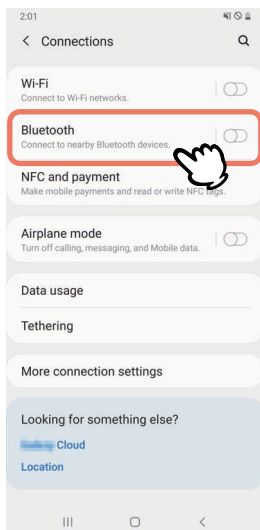 2:01
Connections
Wi-Fi
Connect to Wi-Fi networks.
Bluetooth
Connect to nearby Bluetooth devices.
NFC and payment
Make mobile payments and read or write NFC tags.
Airplane mode
Turn off calling, messaging, and Mobile data.
Data usage
Tethering
More connection settings
Looking for something else?
Cloud
Location